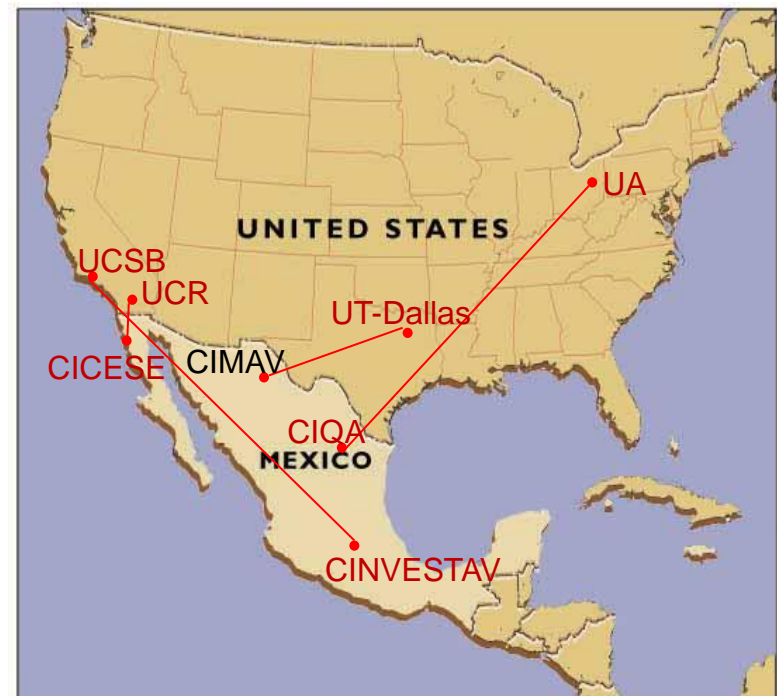 UA
UNITED STATES
UCSB
UCR
UT-Dallas
CICESE
CIMAV
CIQA
MEXICO
CINVESTAV